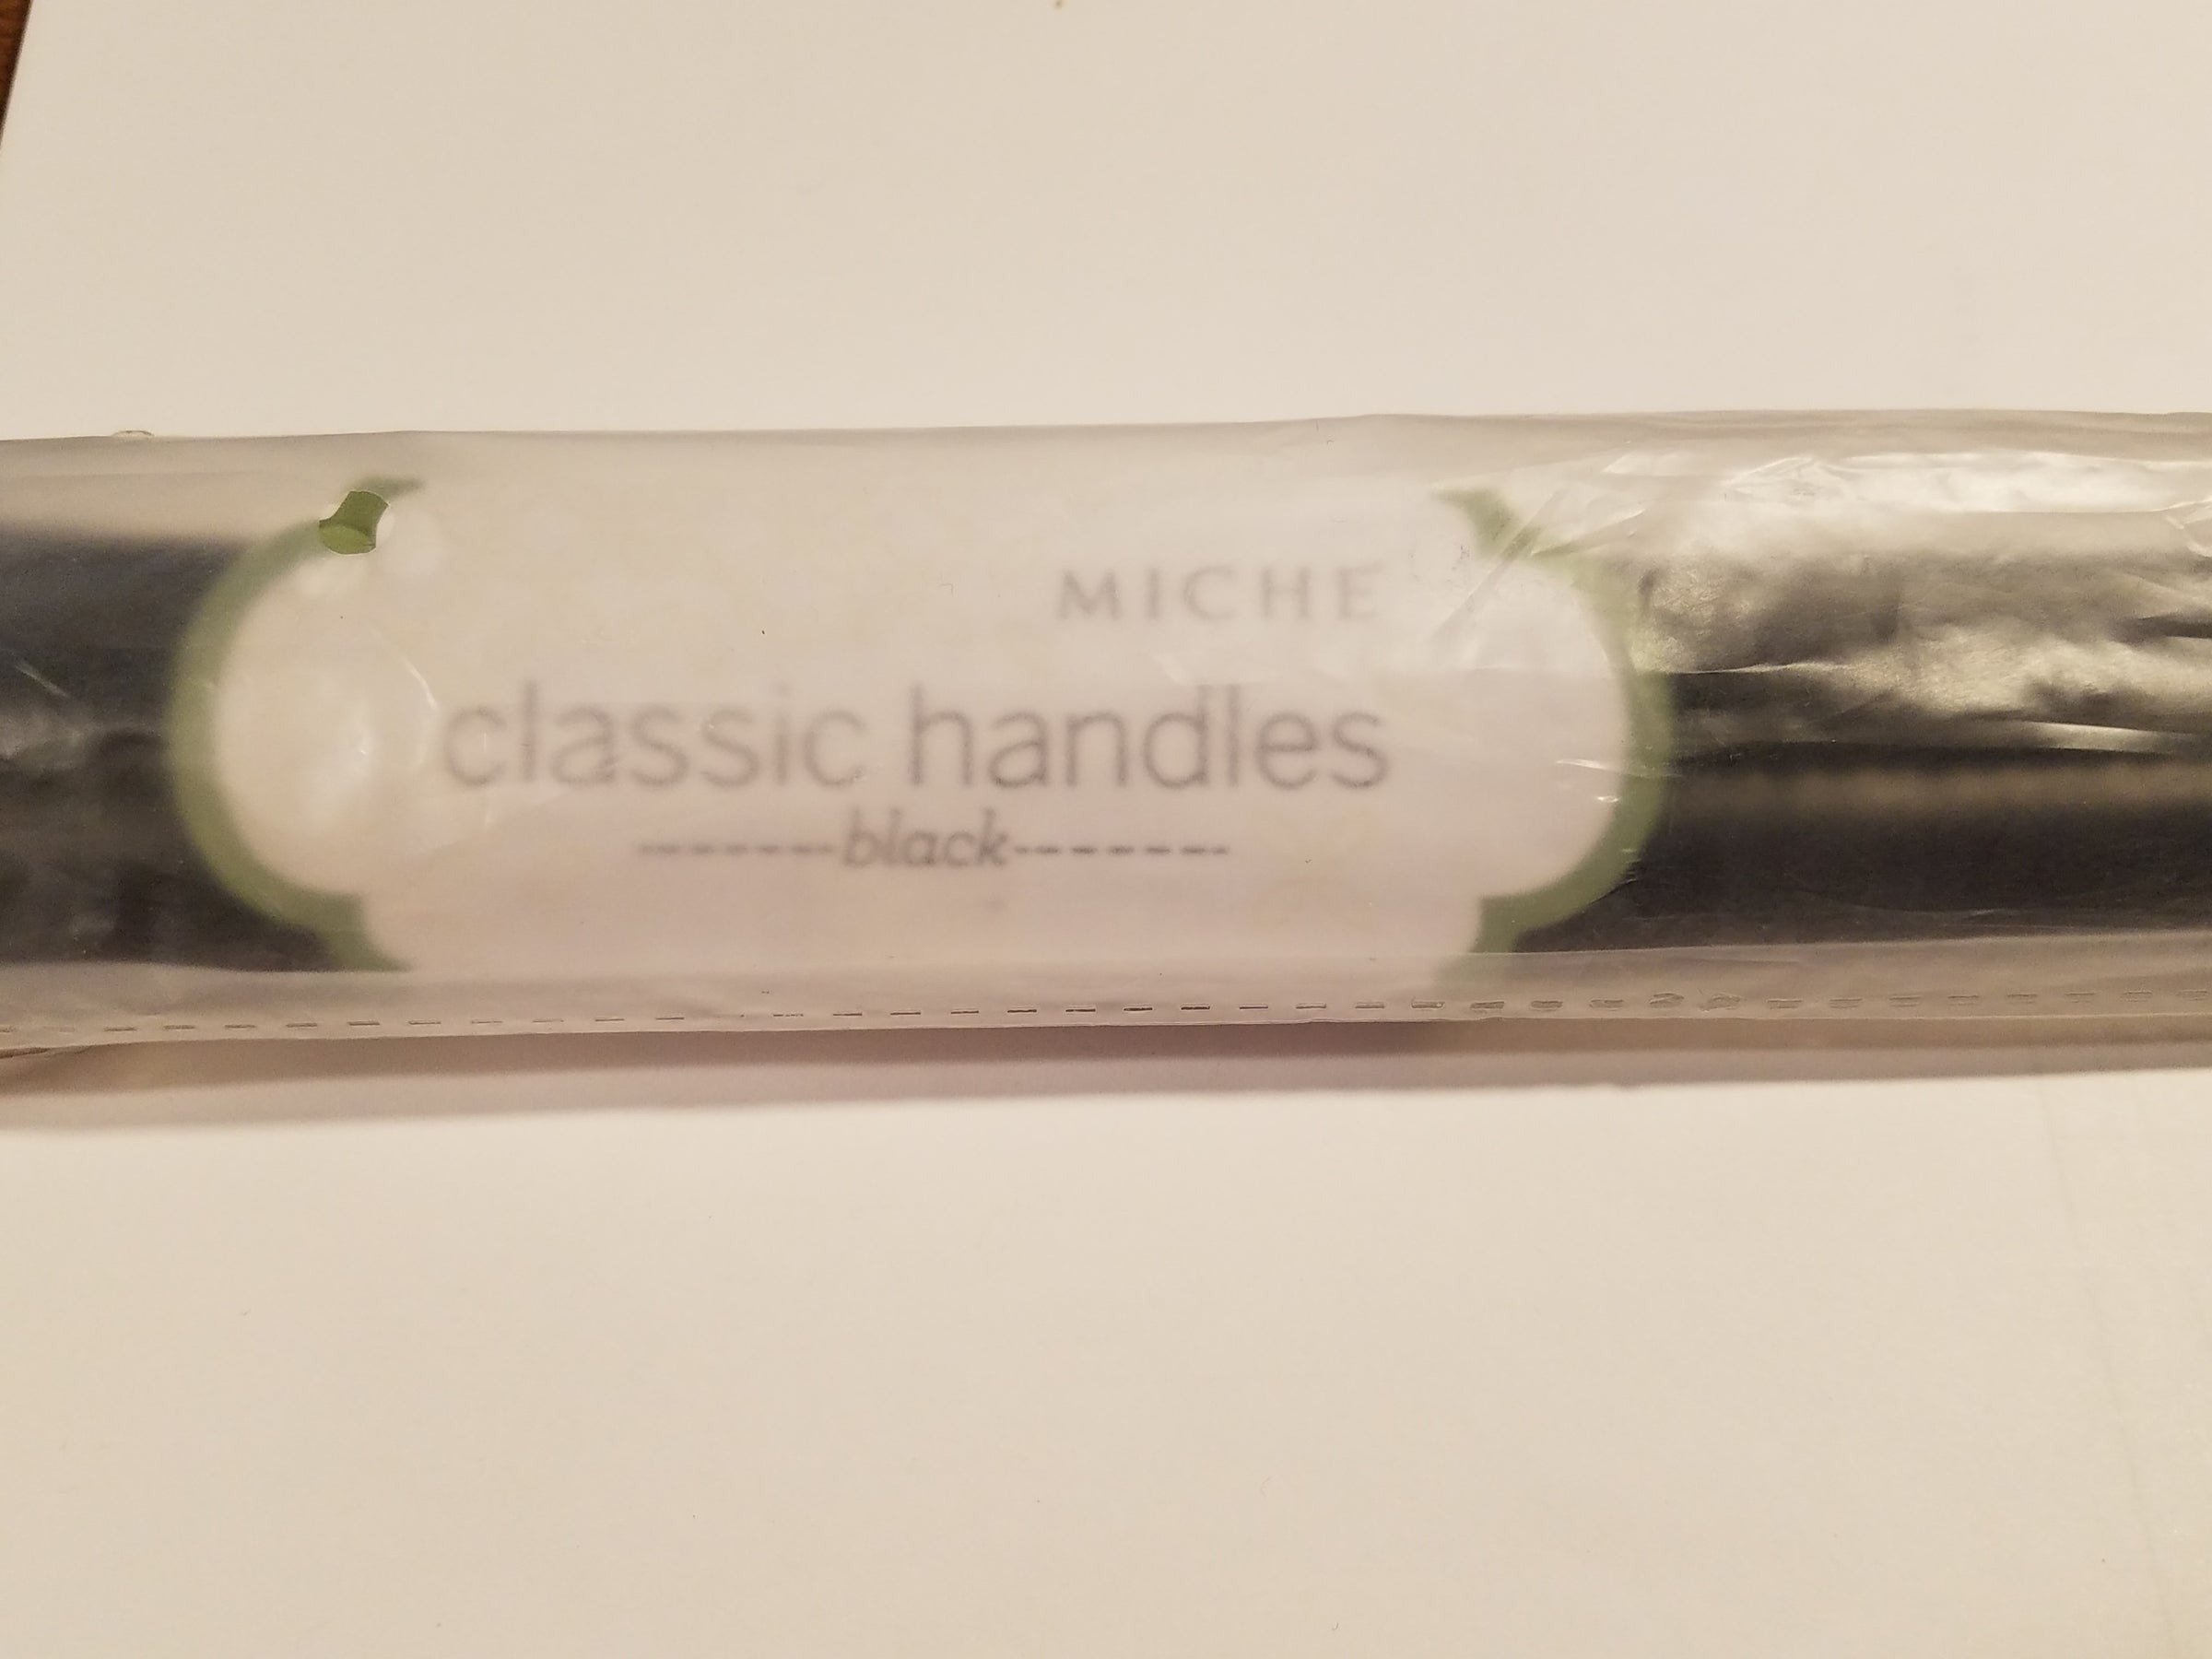 MICHE
classic handles
-------black-------